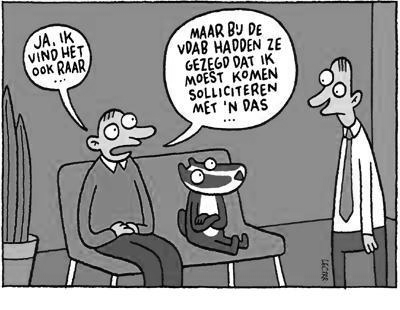 JA, IK
VIND HET
OOK RAAR
...
MAAR BIJ DE
VDAB HADDEN ZE
GEZEGD DAT IK
MOEST KOMEN
SOLLICITEREN
MET 'N DAS
...
LECTRR